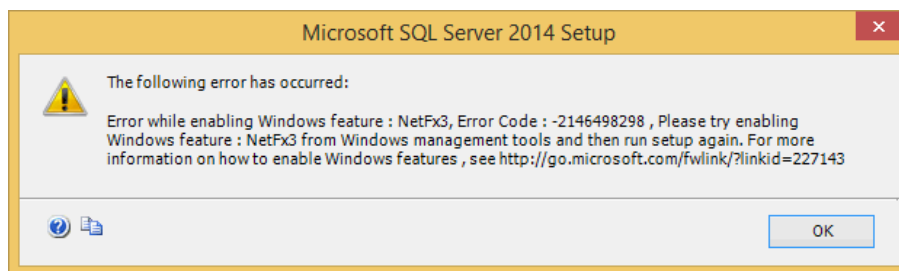 Microsoft SQL Server 2014 Setup
The following error has occurred:
Error while enabling Windows feature : NetFx3, Error Code : -2146498298 , Please try enabling
Windows feature : NetFx3 from Windows management tools and then run setup again. For more
information on how to enable Windows features , see http://go.microsoft.com/fwlink/?linkid=227143
OK